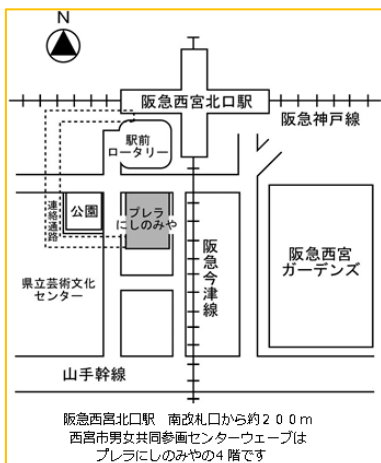 N
阪急西宮北口駅
阪急神戸線
駅前
ロータリー
連絡通路
公園
プレラ
にしのみや
阪急今津線
阪急西宮
ガーデンズ
県立芸術文化
センター
山手幹線
阪急西宮北口駅　南改札口から約２００ｍ
西宮市男女共同参画センターウェーブは
プレラにしのみやの４階です